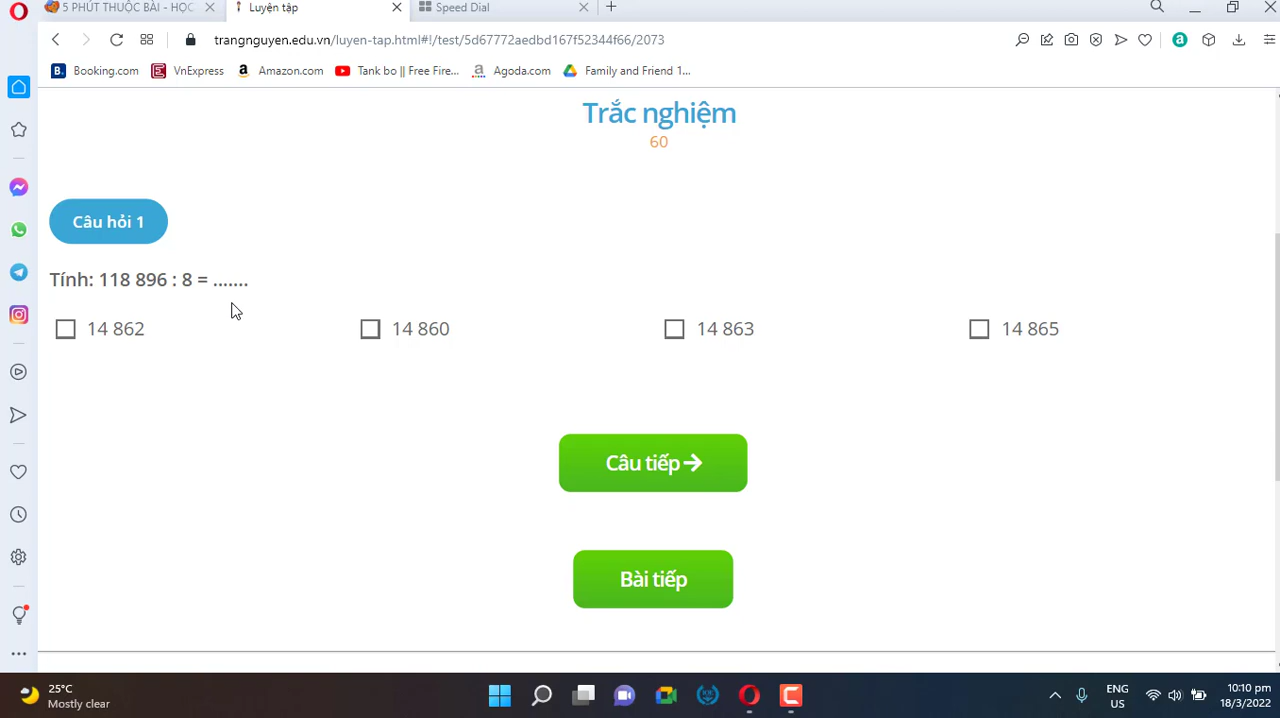 5 PHÚT THUỘC BÀI - HỌC
Luyện tập
Speed Dial
trangnguyen.edu.vn/luyen-tap.html#!/test/5d67772aedbd167f52344f66/2073
B. Booking.com
VnExpress
Amazon.com
Tank bo || Free Fire...
Agoda.com
Family and Friend 1...
Trắc nghiệm
60
Câu hỏi 1
Tính: 118 896 : 8 = .......
14 862
14 860
14 863
14 865
Câu tiếp
Bài tiếp
25°C
Mostly clear
ENG
US
10:10 pm
18/3/2022